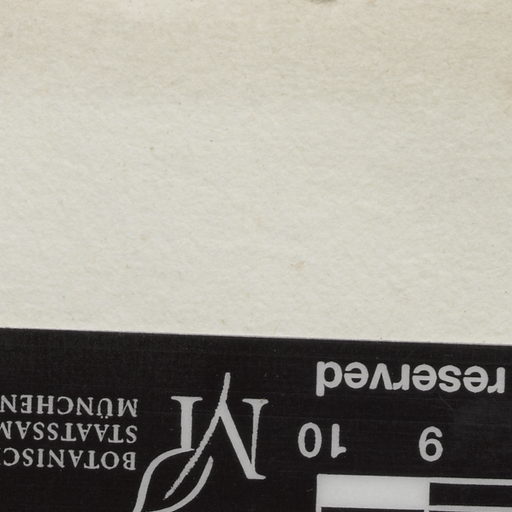 reserved
9 10
M
BOTANISC
STAATSSAM
MÜNCHEN